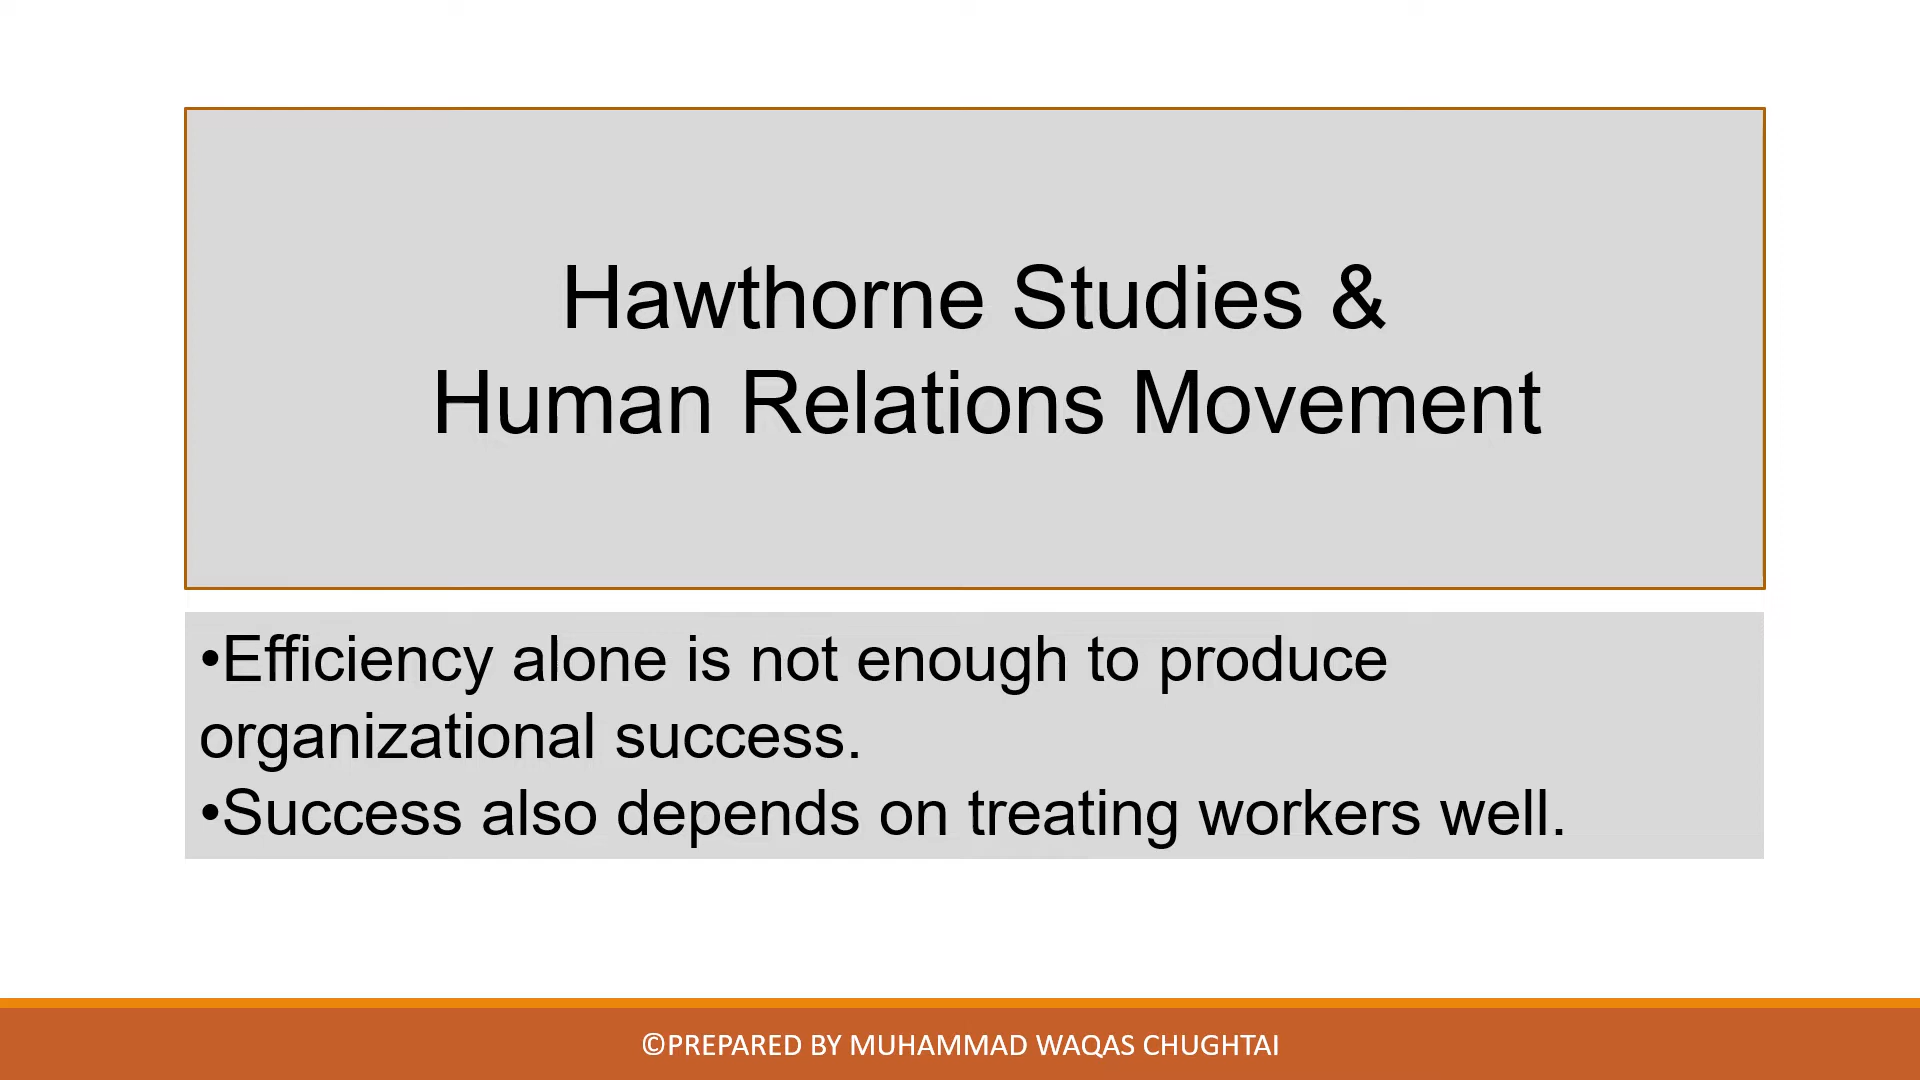 Hawthorne Studies &
Human Relations Movement
•Efficiency alone is not enough to produce
organizational success.
•Success also depends on treating workers well.
©PREPARED BY MUHAMMAD WAQAS CHUGHTAI